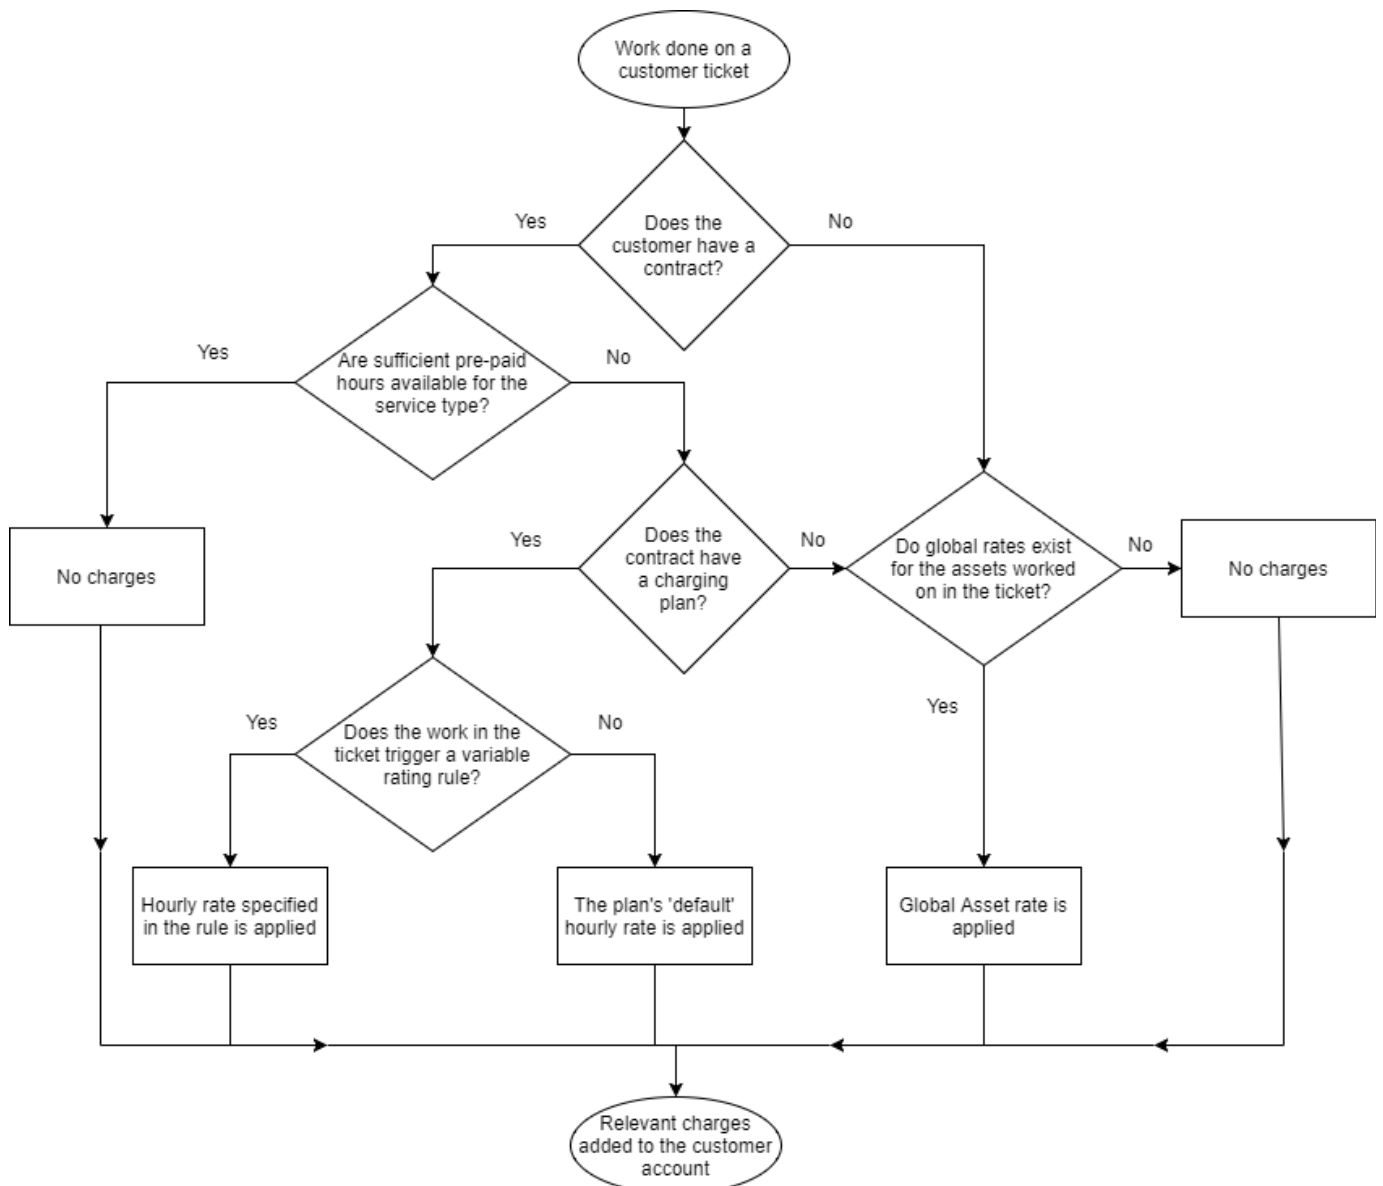 Work done on a
customer ticket
Yes
No
Does the
customer have a
contract?
Yes
No
Are sufficient pre-paid
hours available for the
service type?
No charges
Yes
Does the
contract have
a charging
plan?
No
Do global rates exist
for the assets worked
on in the ticket?
No
No charges
Yes
Yes
Does the work in the
ticket trigger a variable
rating rule?
No
Hourly rate specified
in the rule is applied
The plan's 'default'
hourly rate is applied
Global Asset rate is
applied
Relevant charges
added to the customer
account